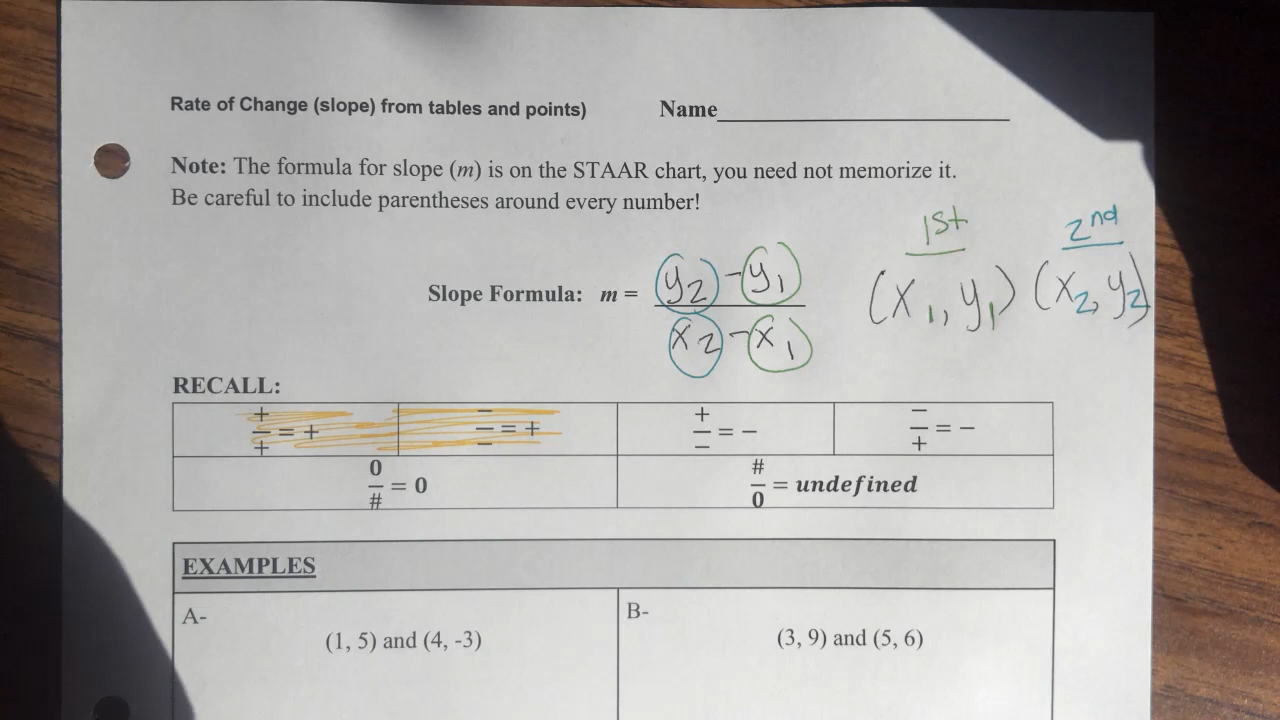 Rate of Change (slope) from tables and points) Name
Note: The formula for slope (m) is on the STAAR chart, you need not memorize it.
Be careful to include parentheses around every number!
1st 2nd
Slope Formula: m = (y₂ - y₁)/(x₂ - x₁) (x₁, y₁) (x₂, y₂)
RECALL:
+/+ = + −/− = + +/− = − −/+ = −
0/# = 0 #/0 = undefined
EXAMPLES
A- B-
(1, 5) and (4, -3) (3, 9) and (5, 6)